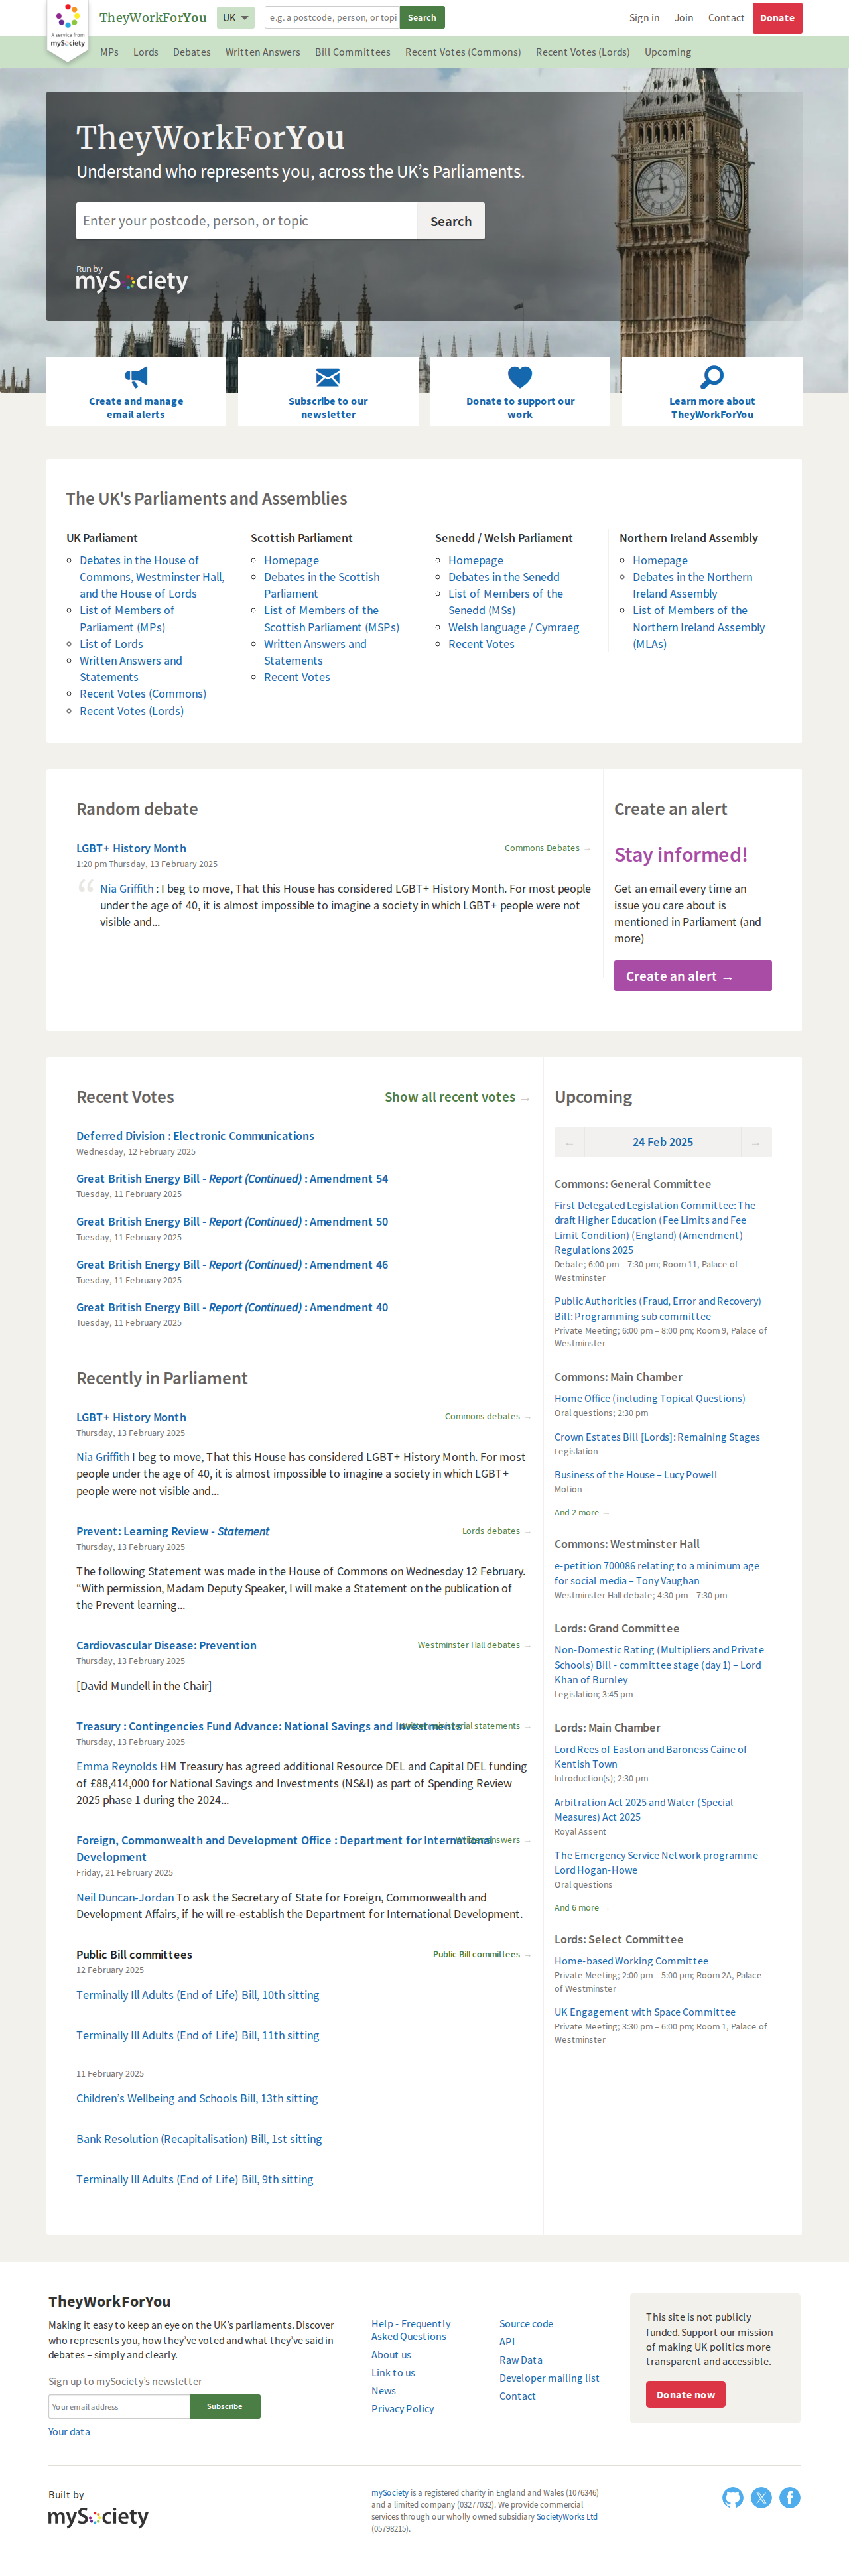 A service from
mySociety
TheyWorkForYou
UK
e.g. a postcode, person, or topi
Search
Sign in
Join
Contact
Donate
MPs
Lords
Debates
Written Answers
Bill Committees
Recent Votes (Commons)
Recent Votes (Lords)
Upcoming
TheyWorkForYou
Understand who represents you, across the UK’s Parliaments.
Enter your postcode, person, or topic
Search
Run by
mySociety
Create and manage
email alerts
Subscribe to our
newsletter
Donate to support our
work
Learn more about
TheyWorkForYou
The UK's Parliaments and Assemblies
UK Parliament
Debates in the House of
Commons, Westminster Hall,
and the House of Lords
List of Members of
Parliament (MPs)
List of Lords
Written Answers and
Statements
Recent Votes (Commons)
Recent Votes (Lords)
Scottish Parliament
Homepage
Debates in the Scottish
Parliament
List of Members of the
Scottish Parliament (MSPs)
Written Answers and
Statements
Recent Votes
Senedd / Welsh Parliament
Homepage
Debates in the Senedd
List of Members of the
Senedd (MSs)
Welsh language / Cymraeg
Recent Votes
Northern Ireland Assembly
Homepage
Debates in the Northern
Ireland Assembly
List of Members of the
Northern Ireland Assembly
(MLAs)
Random debate
LGBT+ History Month
Commons Debates →
1:20 pm Thursday, 13 February 2025
Nia Griffith : I beg to move, That this House has considered LGBT+ History Month. For most people
under the age of 40, it is almost impossible to imagine a society in which LGBT+ people were not
visible and...
Create an alert
Stay informed!
Get an email every time an
issue you care about is
mentioned in Parliament (and
more)
Create an alert →
Recent Votes
Show all recent votes →
Deferred Division : Electronic Communications
Wednesday, 12 February 2025
Great British Energy Bill - Report (Continued) : Amendment 54
Tuesday, 11 February 2025
Great British Energy Bill - Report (Continued) : Amendment 50
Tuesday, 11 February 2025
Great British Energy Bill - Report (Continued) : Amendment 46
Tuesday, 11 February 2025
Great British Energy Bill - Report (Continued) : Amendment 40
Tuesday, 11 February 2025
Recently in Parliament
LGBT+ History Month
Commons debates →
Thursday, 13 February 2025
Nia Griffith I beg to move, That this House has considered LGBT+ History Month. For most
people under the age of 40, it is almost impossible to imagine a society in which LGBT+
people were not visible and...
Prevent: Learning Review - Statement
Lords debates →
Thursday, 13 February 2025
The following Statement was made in the House of Commons on Wednesday 12 February.
“With permission, Madam Deputy Speaker, I will make a Statement on the publication of
the Prevent learning...
Cardiovascular Disease: Prevention
Westminster Hall debates →
Thursday, 13 February 2025
[David Mundell in the Chair]
Treasury : Contingencies Fund Advance: National Savings and Investments
Written ministerial statements →
Thursday, 13 February 2025
Emma Reynolds HM Treasury has agreed additional Resource DEL and Capital DEL funding
of £88,414,000 for National Savings and Investments (NS&I) as part of Spending Review
2025 phase 1 during the 2024...
Foreign, Commonwealth and Development Office : Department for International
Development
Written answers →
Friday, 21 February 2025
Neil Duncan-Jordan To ask the Secretary of State for Foreign, Commonwealth and
Development Affairs, if he will re-establish the Department for International Development.
Public Bill committees
Public Bill committees →
12 February 2025
Terminally Ill Adults (End of Life) Bill, 10th sitting
Terminally Ill Adults (End of Life) Bill, 11th sitting
11 February 2025
Children’s Wellbeing and Schools Bill, 13th sitting
Bank Resolution (Recapitalisation) Bill, 1st sitting
Terminally Ill Adults (End of Life) Bill, 9th sitting
Upcoming
← 24 Feb 2025 →
Commons: General Committee
First Delegated Legislation Committee: The
draft Higher Education (Fee Limits and Fee
Limit Condition) (England) (Amendment)
Regulations 2025
Debate; 6:00 pm – 7:30 pm; Room 11, Palace of
Westminster
Public Authorities (Fraud, Error and Recovery)
Bill: Programming sub committee
Private Meeting; 6:00 pm – 8:00 pm; Room 9, Palace of
Westminster
Commons: Main Chamber
Home Office (including Topical Questions)
Oral questions; 2:30 pm
Crown Estates Bill [Lords]: Remaining Stages
Legislation
Business of the House – Lucy Powell
Motion
And 2 more →
Commons: Westminster Hall
e-petition 700086 relating to a minimum age
for social media – Tony Vaughan
Westminster Hall debate; 4:30 pm – 7:30 pm
Lords: Grand Committee
Non-Domestic Rating (Multipliers and Private
Schools) Bill - committee stage (day 1) – Lord
Khan of Burnley
Legislation; 3:45 pm
Lords: Main Chamber
Lord Rees of Easton and Baroness Caine of
Kentish Town
Introduction(s); 2:30 pm
Arbitration Act 2025 and Water (Special
Measures) Act 2025
Royal Assent
The Emergency Service Network programme –
Lord Hogan-Howe
Oral questions
And 6 more →
Lords: Select Committee
Home-based Working Committee
Private Meeting; 2:00 pm – 5:00 pm; Room 2A, Palace
of Westminster
UK Engagement with Space Committee
Private Meeting; 3:30 pm – 6:00 pm; Room 1, Palace of
Westminster
TheyWorkForYou
Making it easy to keep an eye on the UK’s parliaments. Discover
who represents you, how they’ve voted and what they’ve said in
debates – simply and clearly.
Sign up to mySociety’s newsletter
Your email address
Subscribe
Your data
Help - Frequently
Asked Questions
About us
Link to us
News
Privacy Policy
Source code
API
Raw Data
Developer mailing list
Contact
This site is not publicly
funded. Support our mission
of making UK politics more
transparent and accessible.
Donate now
Built by
mySociety
mySociety is a registered charity in England and Wales (1076346)
and a limited company (03277032). We provide commercial
services through our wholly owned subsidiary SocietyWorks Ltd
(05798215).